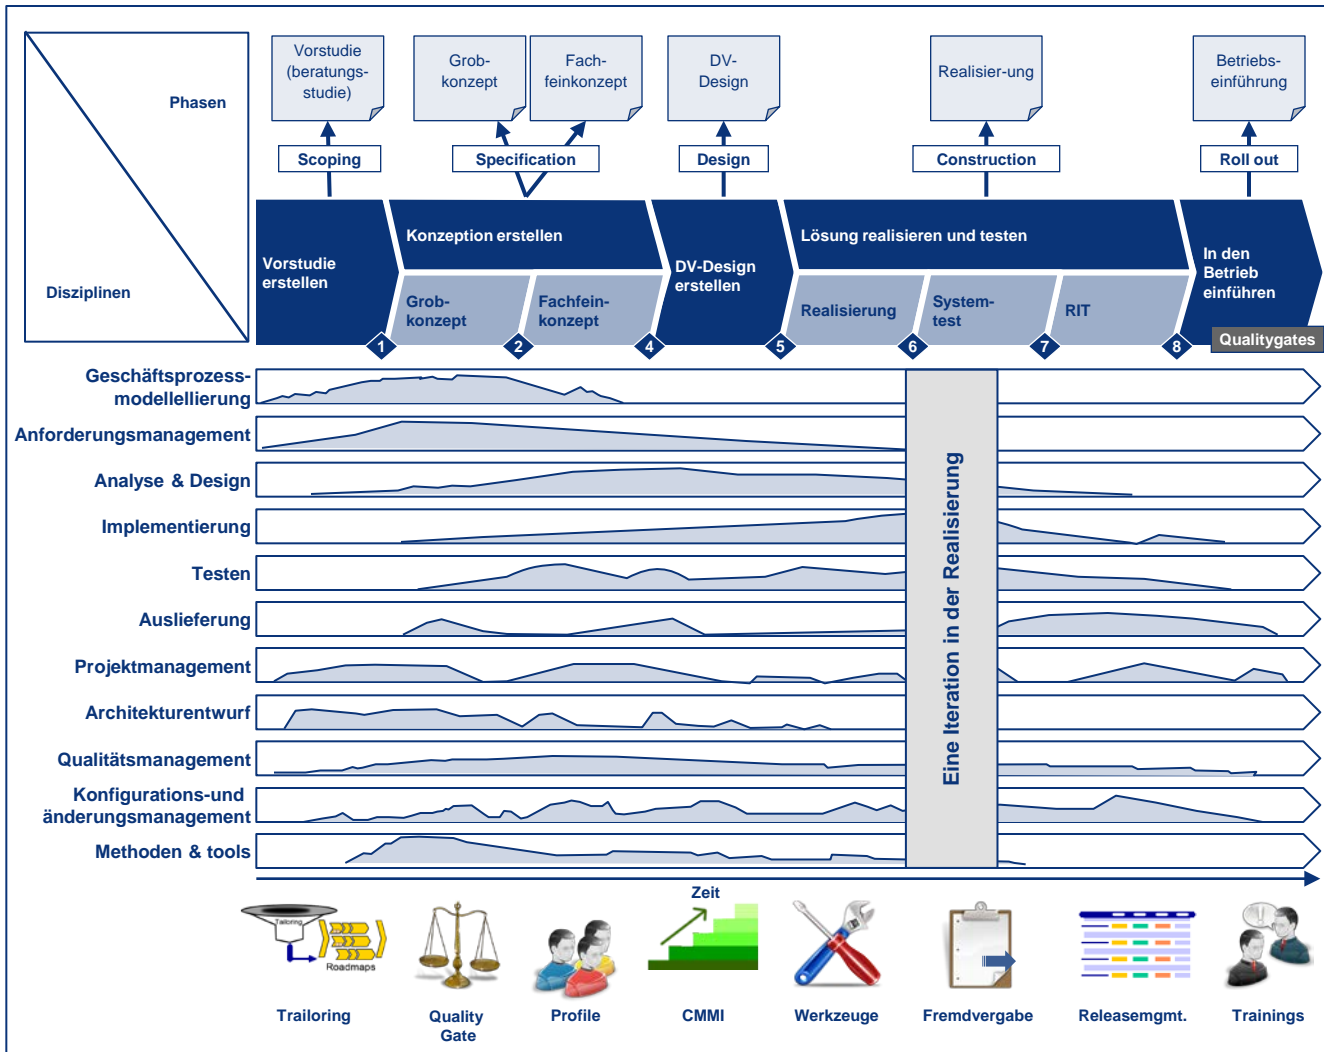 Phasen
Disziplinen
Vorstudie
(beratungs-
studie)
Grob-
konzept
Fach-
feinkonzept
DV-
Design
Realisier-ung
Betriebs-
einführung
Scoping
Specification
Design
Construction
Roll out
Vorstudie
erstellen
Konzeption erstellen
Grob-
konzept
Fachfein-
konzept
DV-Design
erstellen
Lösung realisieren und testen
Realisierung
System-
test
RIT
In den
Betrieb
einführen
1
2
4
5
6
7
8
Qualitygates
Geschäftsprozess-
modellellierung
Anforderungsmanagement
Analyse & Design
Implementierung
Testen
Auslieferung
Projektmanagement
Architekturentwurf
Qualitätsmanagement
Konfigurations-und
änderungsmanagement
Methoden & tools
Eine Iteration in der Realisierung
Zeit
Tailoring
Roadmaps
Trailoring
Quality
Gate
Profile
CMMI
Werkzeuge
Fremdvergabe
Releasemgmt.
!
Trainings